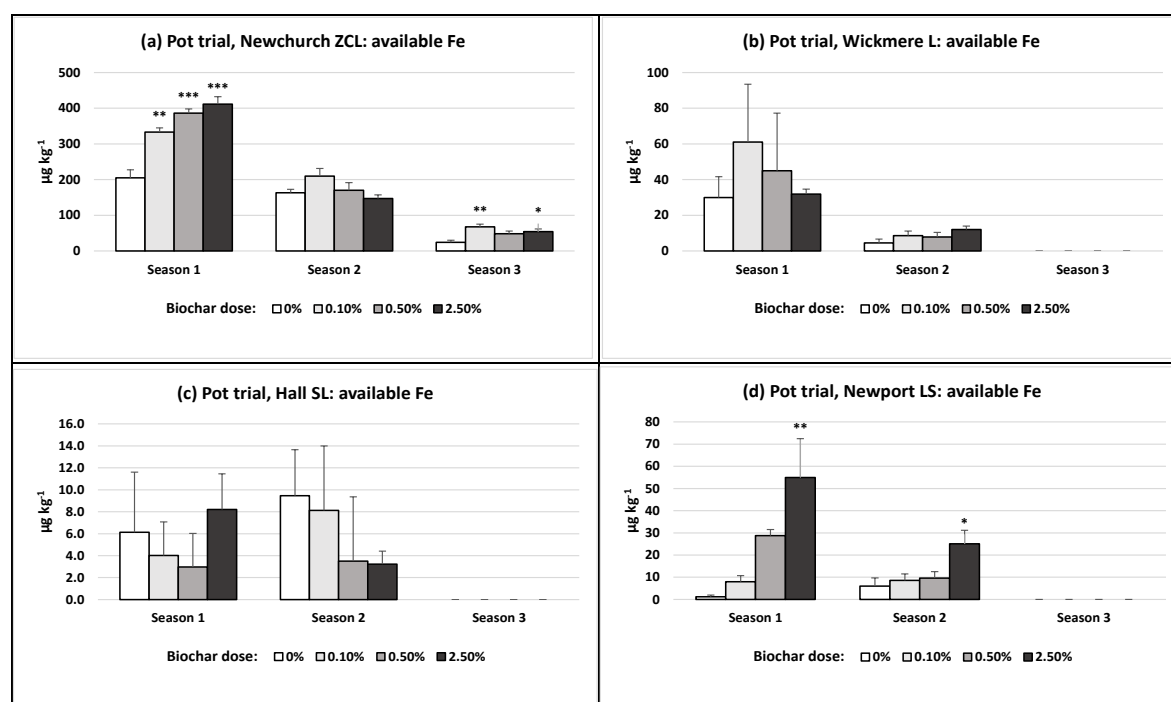 (a) Pot trial, Newchurch ZCL: available Fe
500
400
300
200
100
0
µg kg-1
**
***
***
**
*
Season 1
Season 2
Season 3
Biochar dose: 0% 0.10% 0.50% 2.50%
(b) Pot trial, Wickmere L: available Fe
100
80
60
40
20
0
µg kg-1
Season 1
Season 2
Season 3
Biochar dose: 0% 0.10% 0.50% 2.50%
(c) Pot trial, Hall SL: available Fe
16.0
14.0
12.0
10.0
8.0
6.0
4.0
2.0
0.0
µg kg-1
Season 1
Season 2
Season 3
Biochar dose: 0% 0.10% 0.50% 2.50%
(d) Pot trial, Newport LS: available Fe
80
70
60
50
40
30
20
10
0
µg kg-1
**
*
Season 1
Season 2
Season 3
Biochar dose: 0% 0.10% 0.50% 2.50%